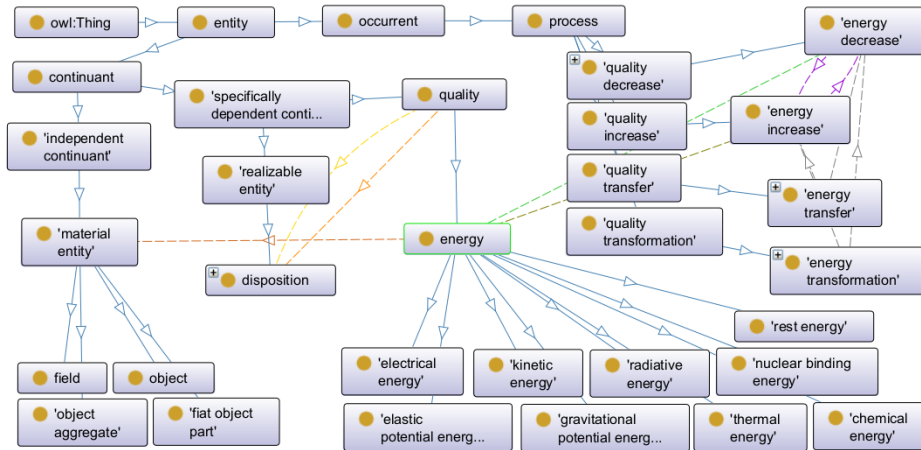 owl:Thing
entity
occurrent
process
'energy
decrease'
continuant
'quality
decrease'
'specifically
dependent conti...
quality
'quality
increase'
'energy
increase'
'independent
continuant'
'realizable
entity'
'quality
transfer'
'energy
transfer'
'material
entity'
energy
'quality
transformation'
'energy
transformation'
disposition
'rest energy'
field
object
'electrical
energy'
'kinetic
energy'
'radiative
energy'
'nuclear binding
energy'
'object
aggregate'
'fiat object
part'
'elastic
potential energ...
'gravitational
potential energ...
'thermal
energy'
'chemical
energy'